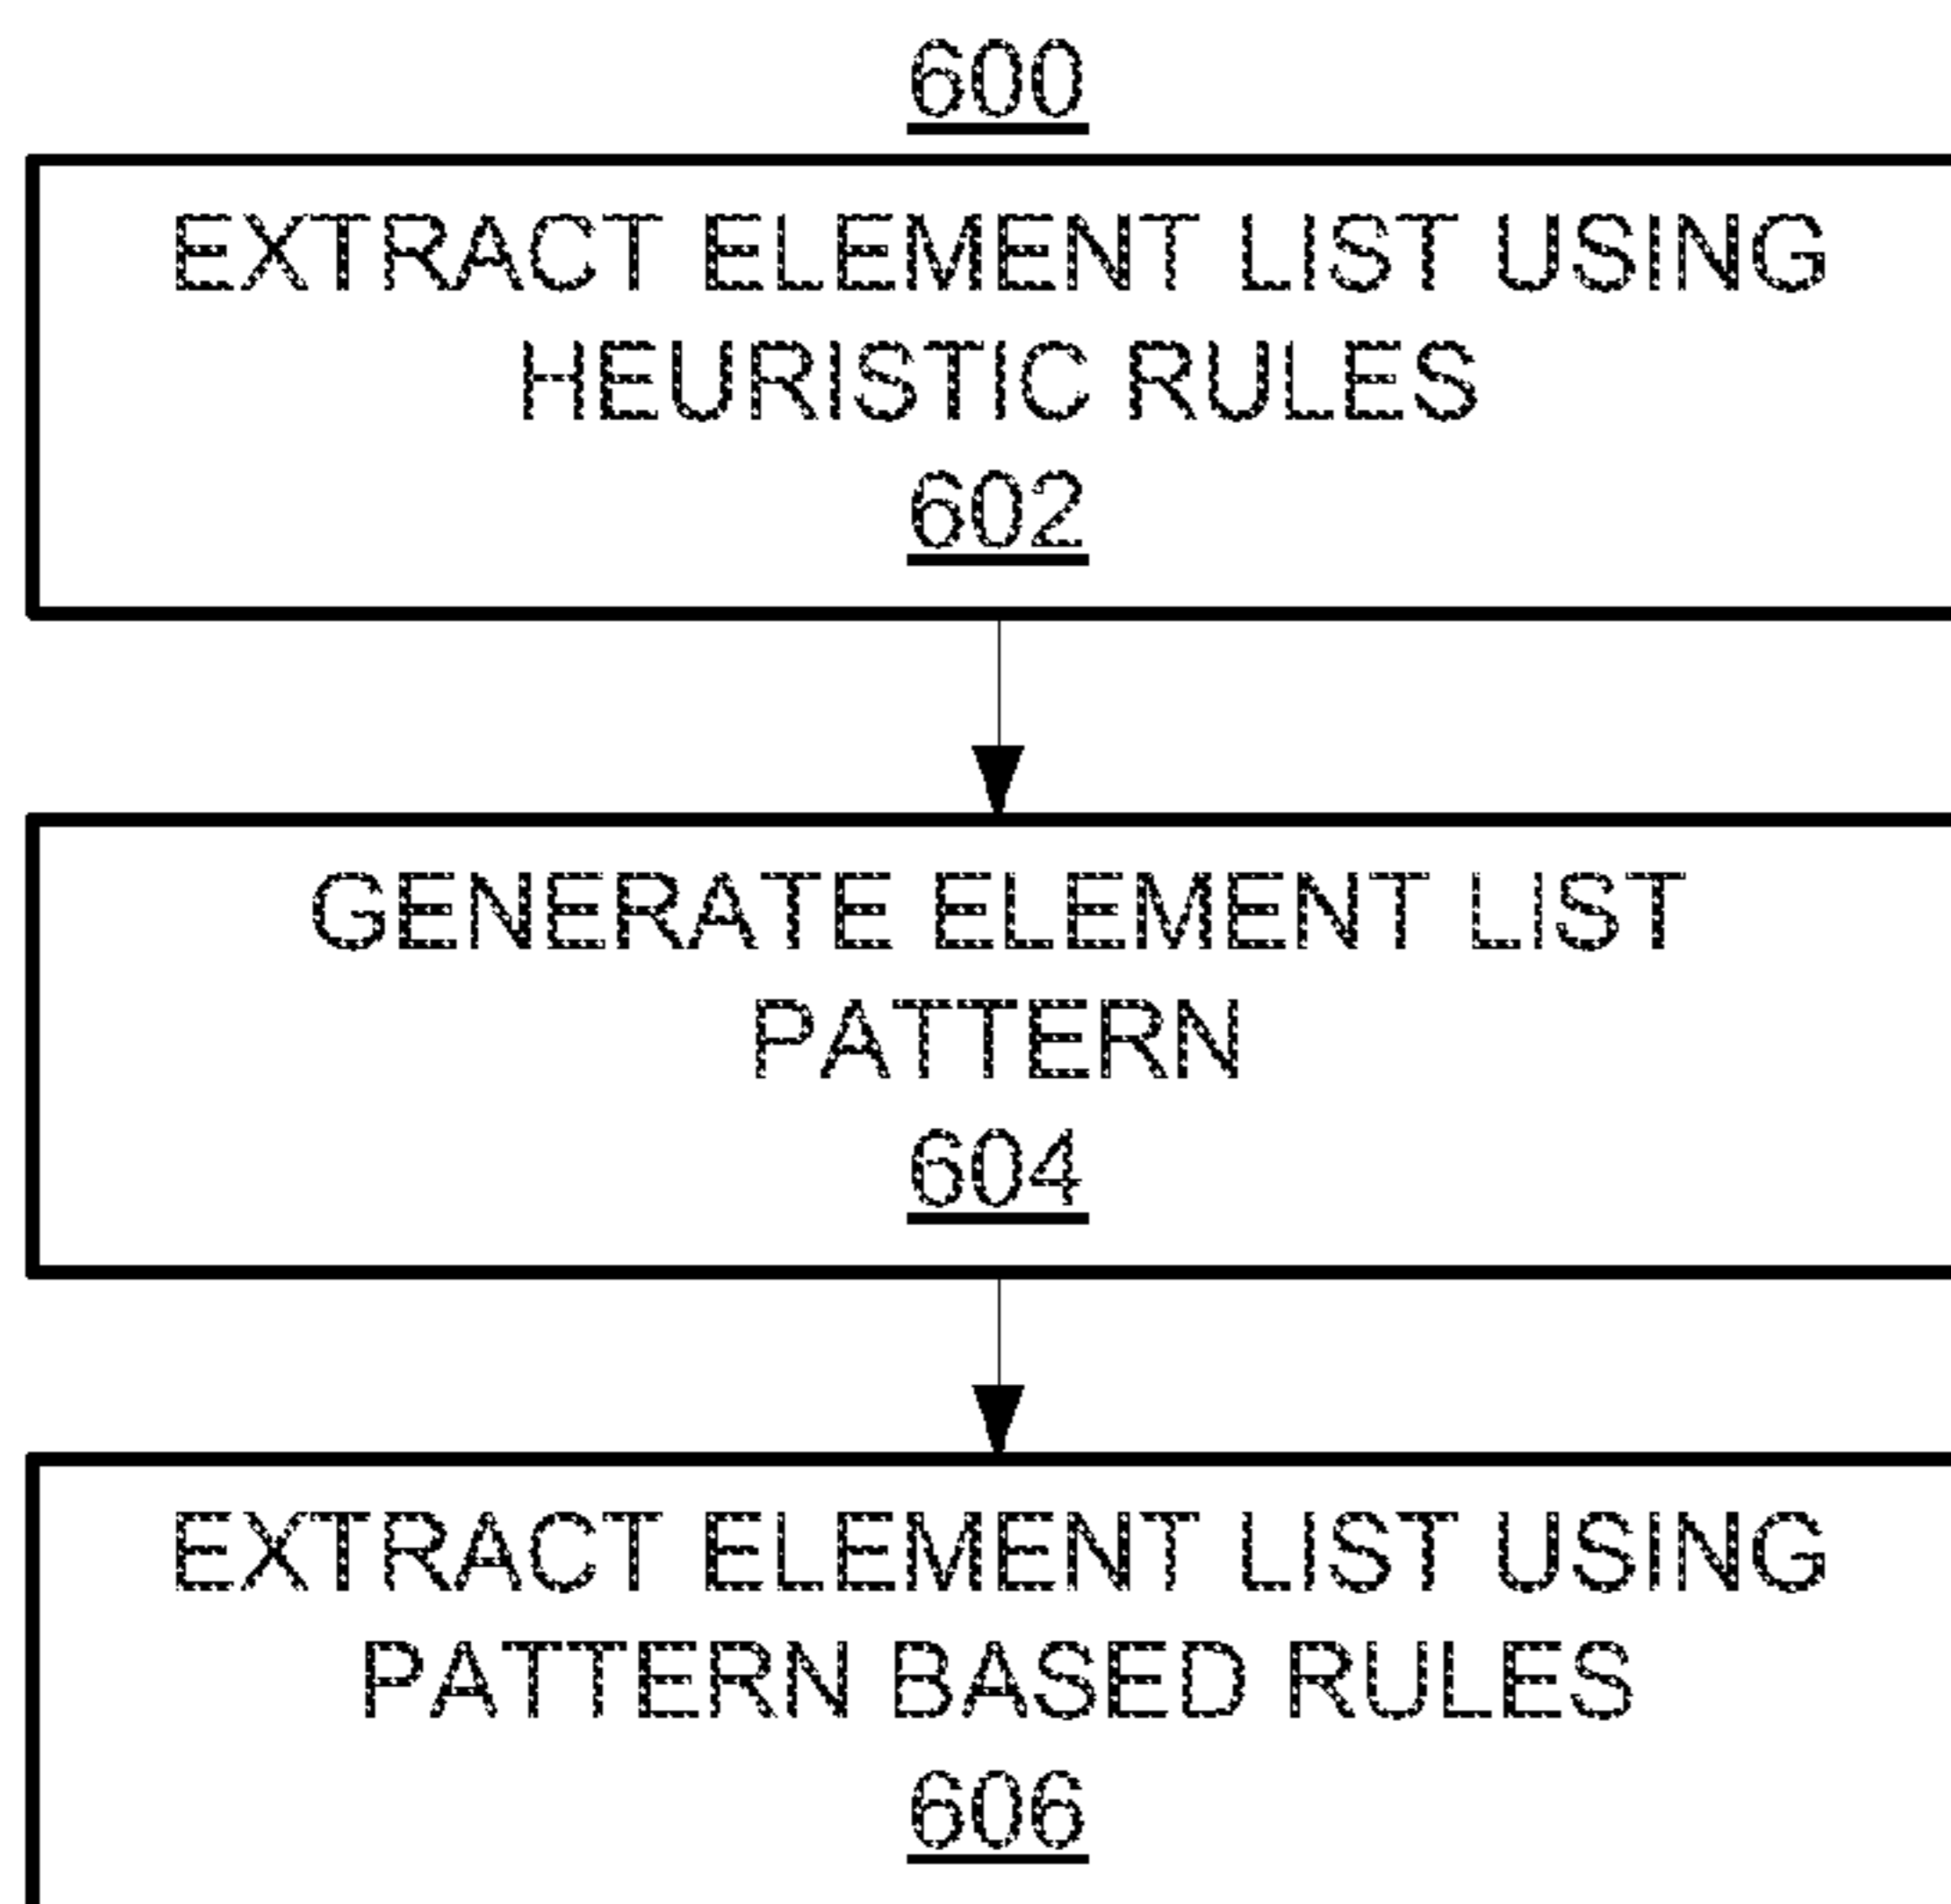 600
EXTRACT ELEMENT LIST USING
HEURISTIC RULES
602
GENERATE ELEMENT LIST
PATTERN
604
EXTRACT ELEMENT LIST USING
PATTERN BASED RULES
606